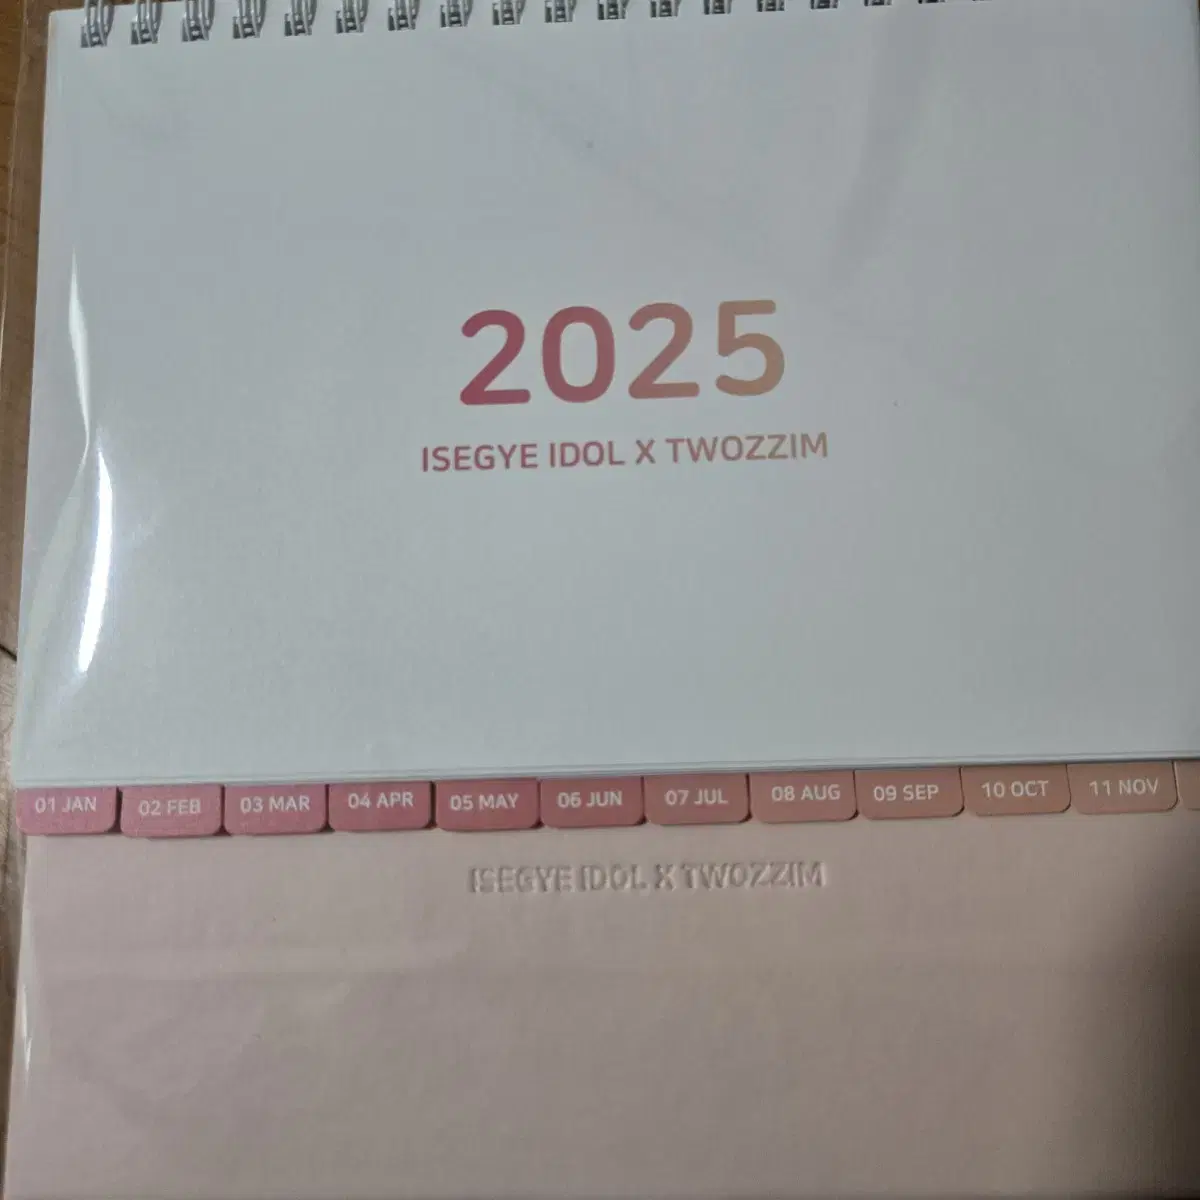 2025
ISEGYE IDOL X TWOZZIM
01 JAN 02 FEB 03 MAR 04 APR 05 MAY 06 JUN 07 JUL 08 AUG 09 SEP 10 OCT 11 NOV
ISEGYE IDOL X TWOZZIM